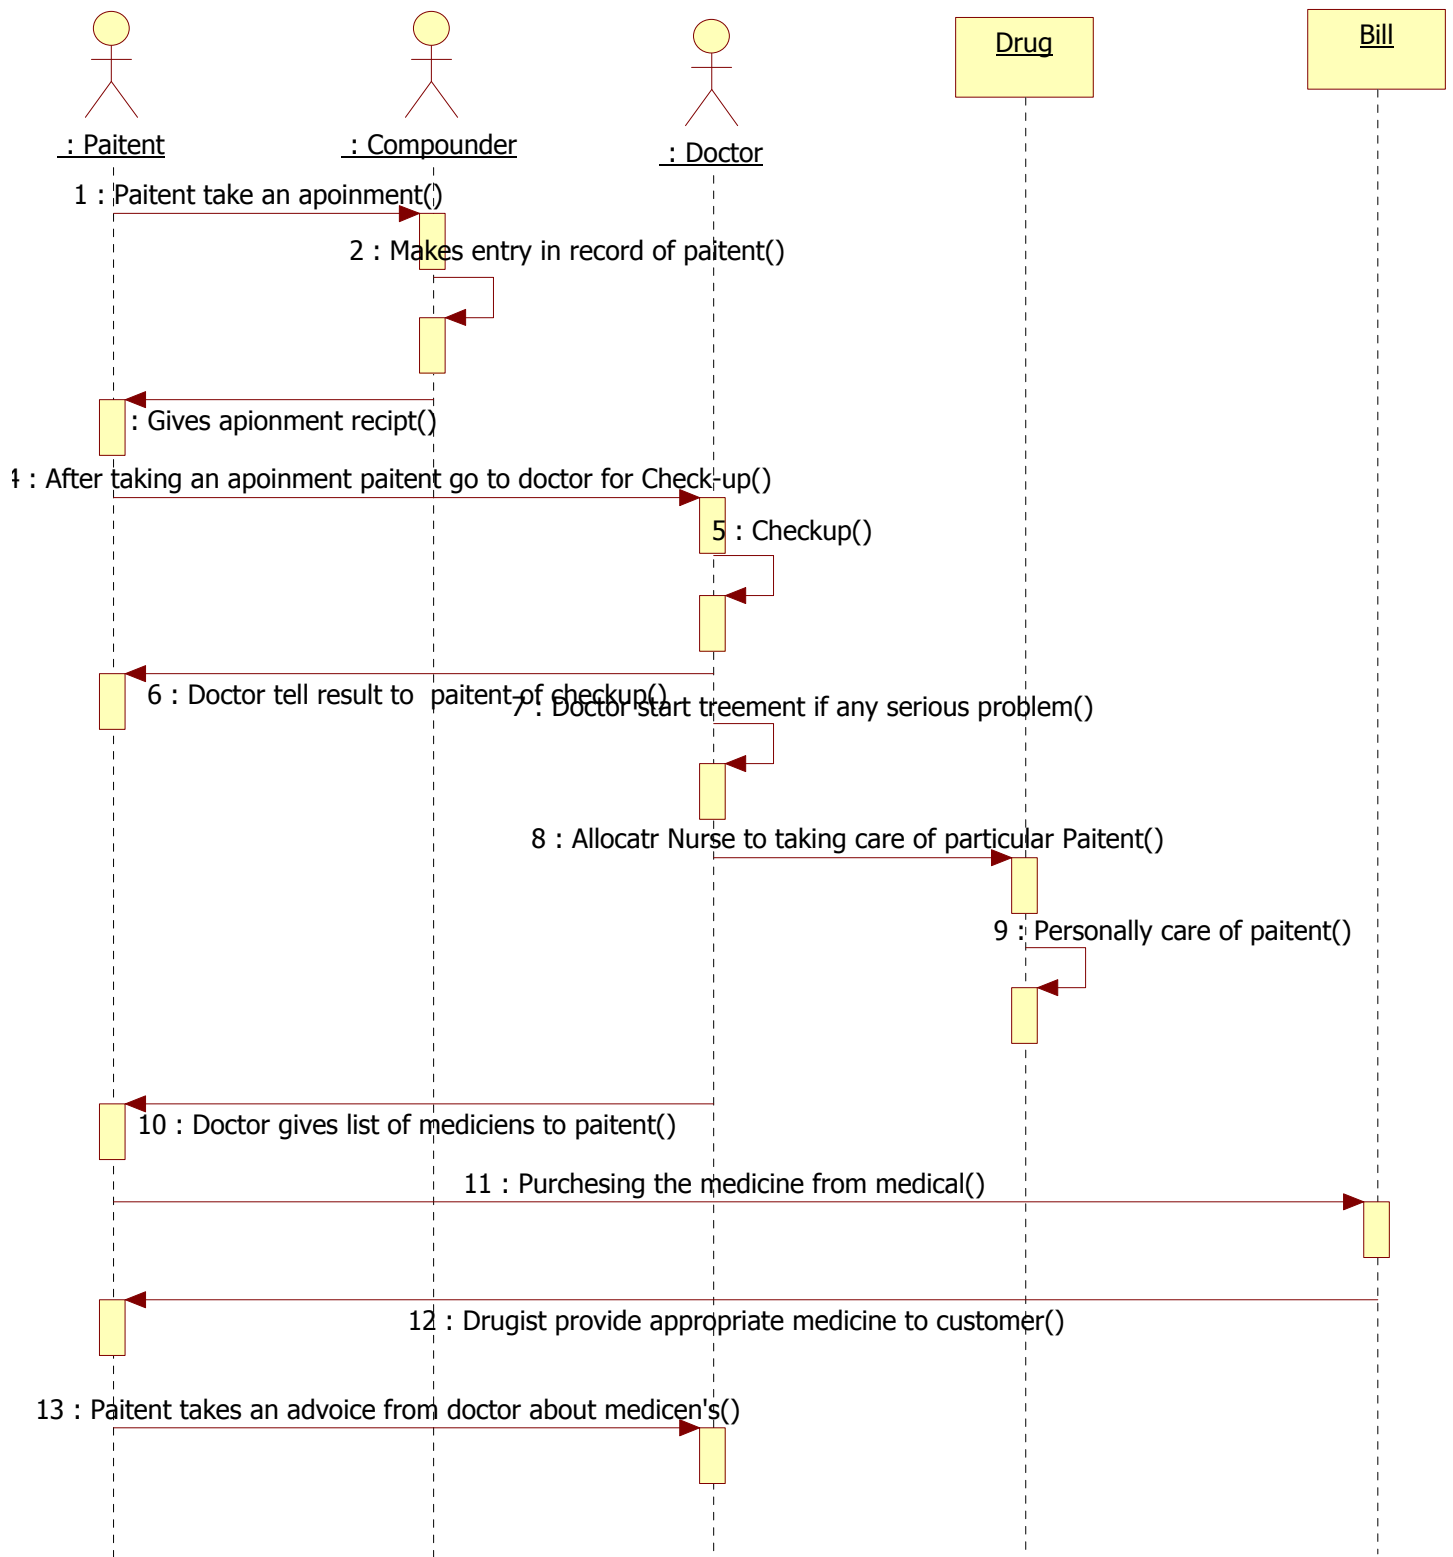 : Paitent
: Compounder
: Doctor
Drug
Bill
1 : Paitent take an apoinment()
2 : Makes entry in record of paitent()
: Gives apionment recipt()
4 : After taking an apoinment paitent go to doctor for Check-up()
5 : Checkup()
6 : Doctor tell result to paitent of checkup()
7 : Doctor start treement if any serious problem()
8 : Allocatr Nurse to taking care of particular Paitent()
9 : Personally care of paitent()
10 : Doctor gives list of mediciens to paitent()
11 : Purchesing the medicine from medical()
12 : Drugist provide appropriate medicine to customer()
13 : Paitent takes an advoice from doctor about medicen's()